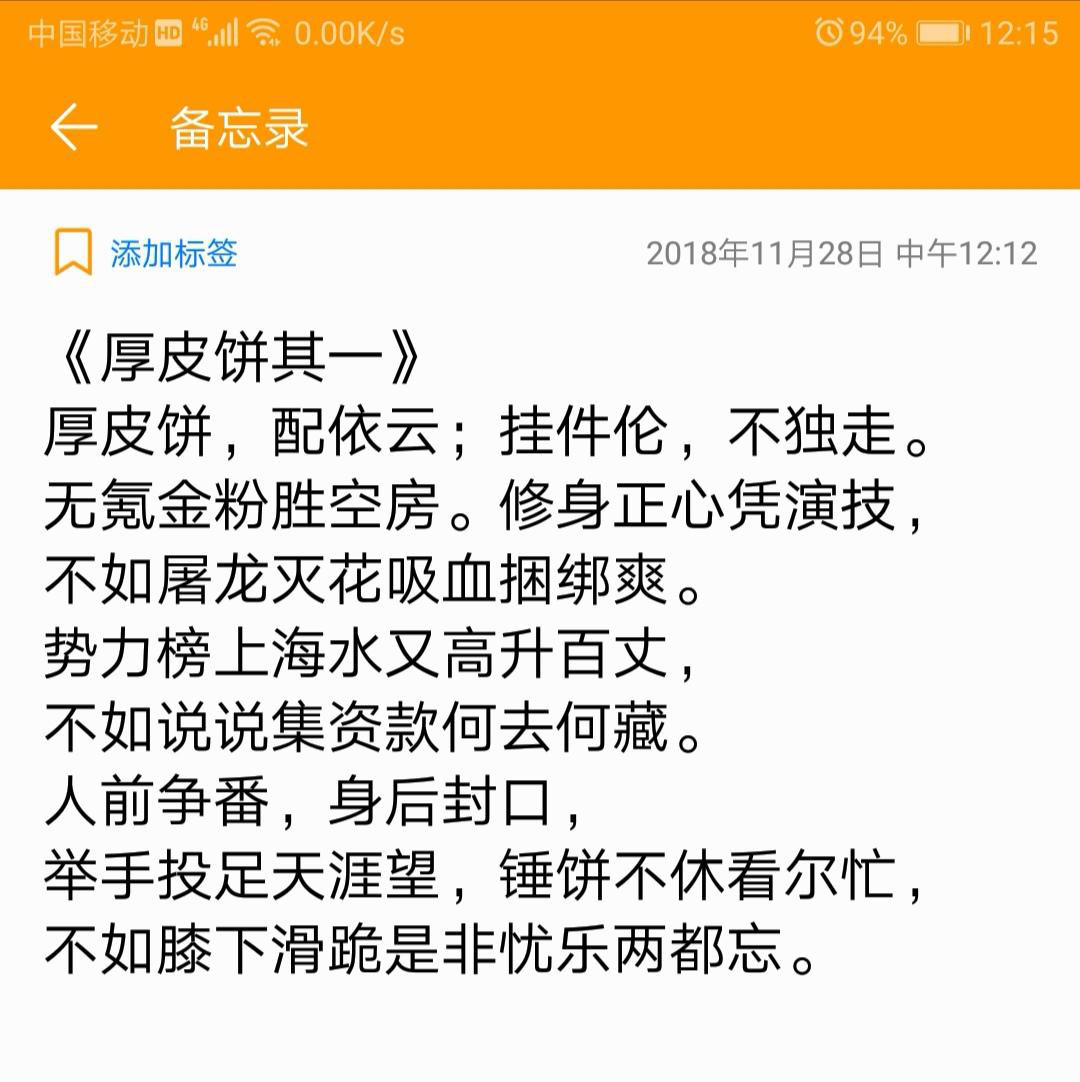 中国移动 HD 4G 0.00K/s 94% 12:15
备忘录
添加标签 2018年11月28日 中午12:12
《厚皮饼其一》
厚皮饼，配依云；挂件伦，不独走。
无氪金粉胜空房。修身正心凭演技，
不如屠龙灭花吸血捆绑爽。
势力榜上海水又高升百丈，
不如说说集资款何去何藏。
人前争番，身后封口，
举手投足天涯望，锤饼不休看尔忙，
不如膝下滑跪是非忧乐两都忘。